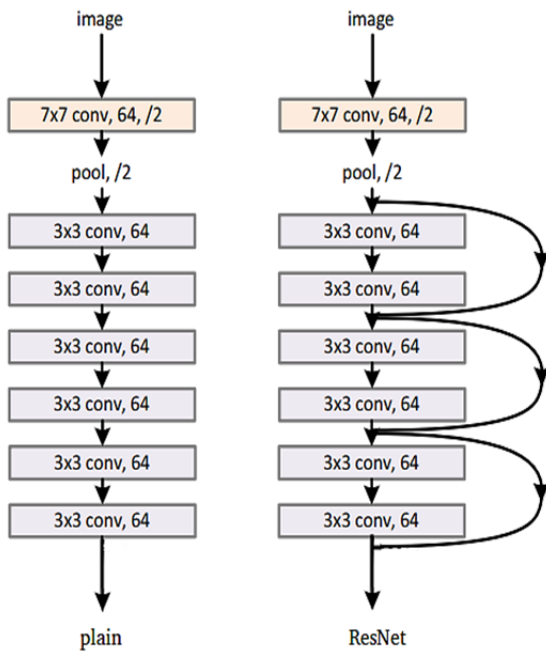 image
7x7 conv, 64, /2
pool, /2
3x3 conv, 64
3x3 conv, 64
3x3 conv, 64
3x3 conv, 64
3x3 conv, 64
3x3 conv, 64
plain
image
7x7 conv, 64, /2
pool, /2
3x3 conv, 64
3x3 conv, 64
3x3 conv, 64
3x3 conv, 64
3x3 conv, 64
3x3 conv, 64
ResNet